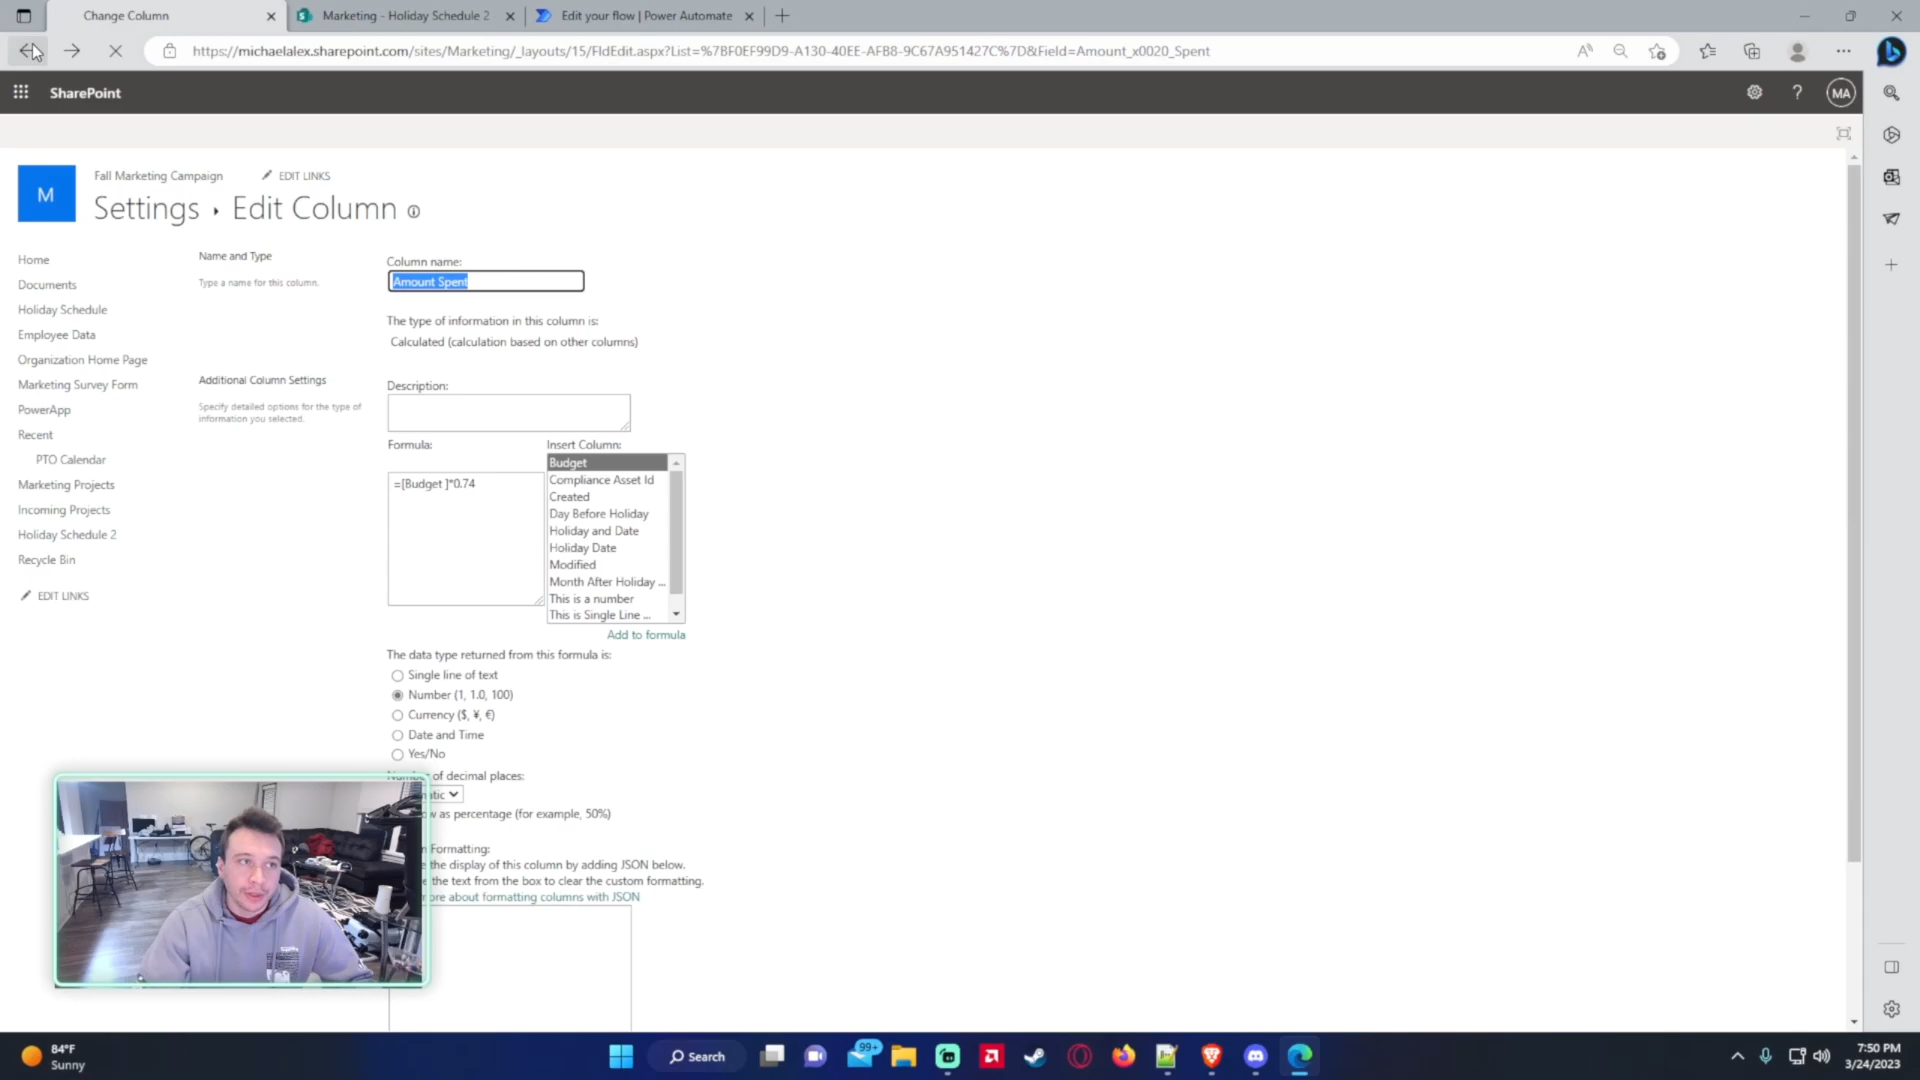 Change Column
Marketing - Holiday Schedule 2
Edit your flow | Power Automate
https://michaelalex.sharepoint.com/sites/Marketing/_layouts/15/FldEdit.aspx?List=%7BF0EF99D9-A130-40EE-AFB8-9C67A951427C%7D&Field=Amount_x0020_Spent
SharePoint
MA
M
Fall Marketing Campaign
EDIT LINKS
Settings › Edit Column
Home
Documents
Holiday Schedule
Employee Data
Organization Home Page
Marketing Survey Form
PowerApp
Recent
PTO Calendar
Marketing Projects
Incoming Projects
Holiday Schedule 2
Recycle Bin
EDIT LINKS
Name and Type
Type a name for this column.
Column name:
Amount Spent
The type of information in this column is:
Calculated (calculation based on other columns)
Additional Column Settings
Specify detailed options for the type of
information you selected.
Description:
Formula:
=[Budget ]*0.74
Insert Column:
Budget
Compliance Asset Id
Created
Day Before Holiday
Holiday and Date
Holiday Date
Modified
Month After Holiday ...
This is a number
This is Single Line ...
Add to formula
The data type returned from this formula is:
Single line of text
Number (1, 1.0, 100)
Currency ($, ¥, €)
Date and Time
Yes/No
of decimal places:
as percentage (for example, 50%)
Formatting:
the display of this column by adding JSON below.
the text from the box to clear the custom formatting.
about formatting columns with JSON
84°F
Sunny
Search
99+
7:50 PM
3/24/2023